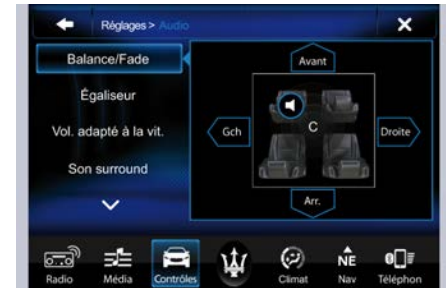 Réglages > Audio
Balance/Fade
Égaliseur
Vol. adapté à la vit.
Son surround
Avant
Gch
C
Droite
Arr.
Radio
Média
Contrôles
Climat
NE
Nav
Téléphon